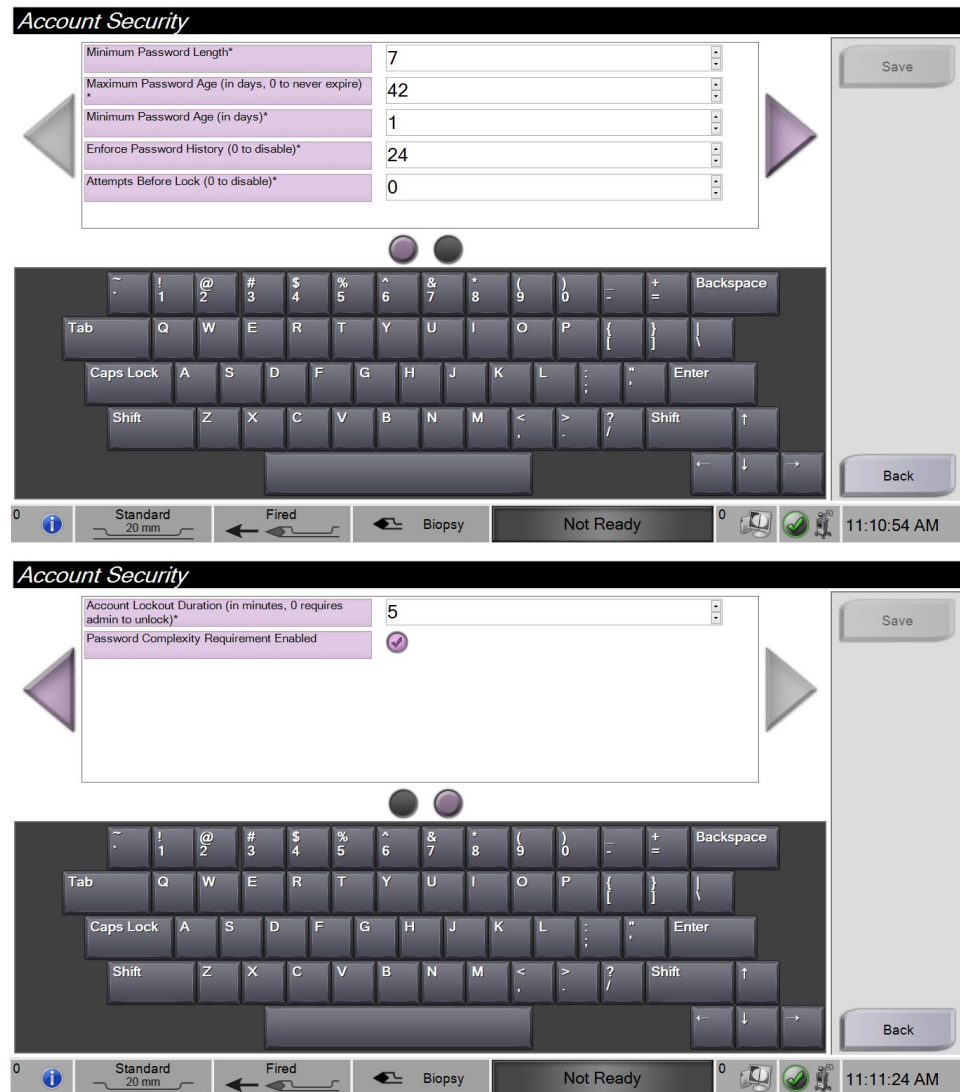 Account Security
Minimum Password Length*
7
Save
Maximum Password Age (in days, 0 to never expire)
*
42
Minimum Password Age (in days)*
1
Enforce Password History (0 to disable)*
24
Attempts Before Lock (0 to disable)*
0
~ ! @ # $ % ^ & * ( ) _ + Backspace
` 1 2 3 4 5 6 7 8 9 0 - =
Tab Q W E R T Y U I O P { } |
[ ] \
Caps Lock A S D F G H J K L : " Enter
; '
Shift Z X C V B N M < > ? Shift ↑
, . /
← ↓ →
Back
0 Standard Fired Biopsy Not Ready 0 11:10:54 AM
20 mm
Account Security
Account Lockout Duration (in minutes, 0 requires
admin to unlock)*
5
Save
Password Complexity Requirement Enabled
~ ! @ # $ % ^ & * ( ) _ + Backspace
` 1 2 3 4 5 6 7 8 9 0 - =
Tab Q W E R T Y U I O P { } |
[ ] \
Caps Lock A S D F G H J K L : " Enter
; '
Shift Z X C V B N M < > ? Shift ↑
, . /
← ↓ →
Back
0 Standard Fired Biopsy Not Ready 0 11:11:24 AM
20 mm